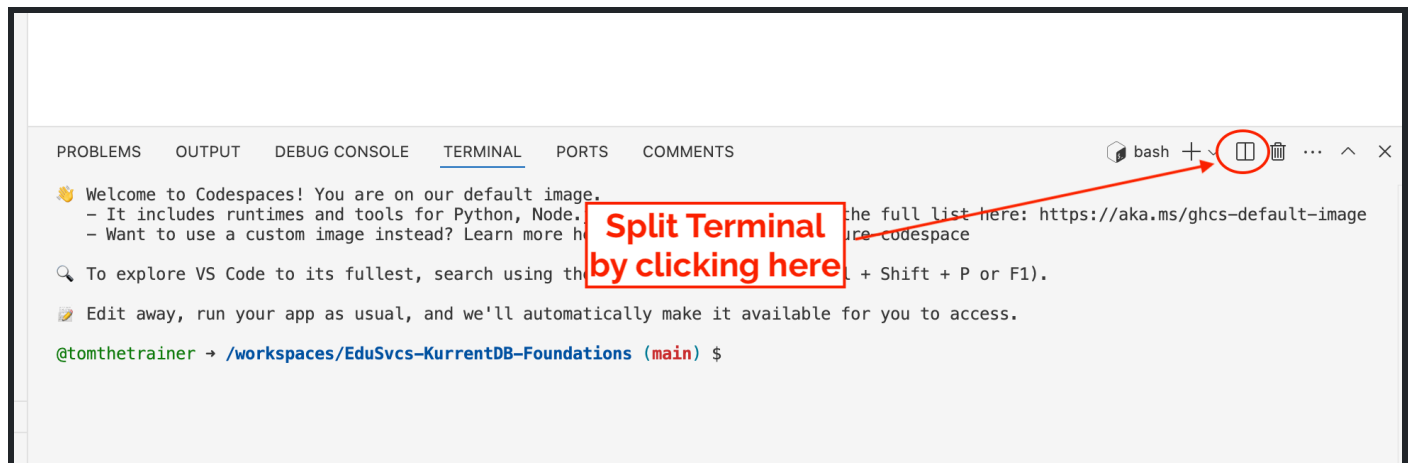 PROBLEMS OUTPUT DEBUG CONSOLE TERMINAL PORTS COMMENTS bash
👋 Welcome to Codespaces! You are on our default image.
– It includes runtimes and tools for Python, Node. the full list here: https://aka.ms/ghcs-default-image
– Want to use a custom image instead? Learn more codespace
Split Terminal
by clicking here
🔍 To explore VS Code to its fullest, search using + Shift + P or F1).
📝 Edit away, run your app as usual, and we'll automatically make it available for you to access.
@tomthetrainer → /workspaces/EduSvcs-KurrentDB-Foundations (main) $